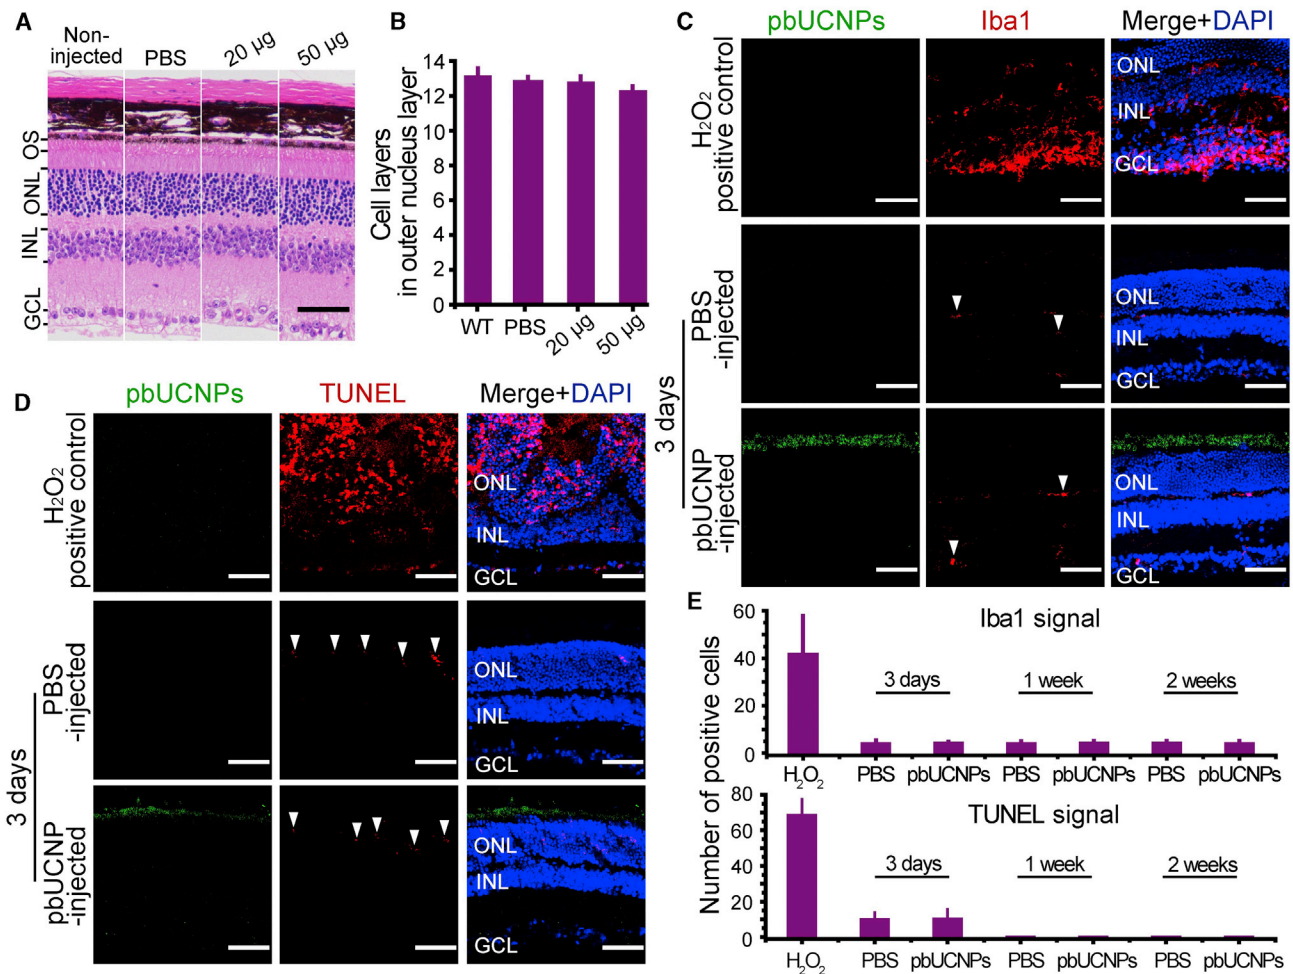 A
Non-
injected
PBS
20 µg
50 µg
OS
ONL
INL
GCL
B
Cell layers
in outer nucleus layer
14
12
10
8
6
4
2
0
WT
PBS
20 µg
50 µg
C
pbUCNPs
Iba1
Merge+DAPI
H₂O₂
positive control
ONL
INL
GCL
3 days
PBS
-injected
ONL
INL
GCL
pbUCNP
-injected
ONL
INL
GCL
D
pbUCNPs
TUNEL
Merge+DAPI
H₂O₂
positive control
ONL
INL
GCL
3 days
PBS
-injected
ONL
INL
GCL
pbUCNP
-injected
ONL
INL
GCL
E
Number of positive cells
Iba1 signal
60
40
20
0
3 days
1 week
2 weeks
H₂O₂
PBS
pbUCNPs
PBS
pbUCNPs
PBS
pbUCNPs
TUNEL signal
80
60
40
20
0
3 days
1 week
2 weeks
H₂O₂
PBS
pbUCNPs
PBS
pbUCNPs
PBS
pbUCNPs